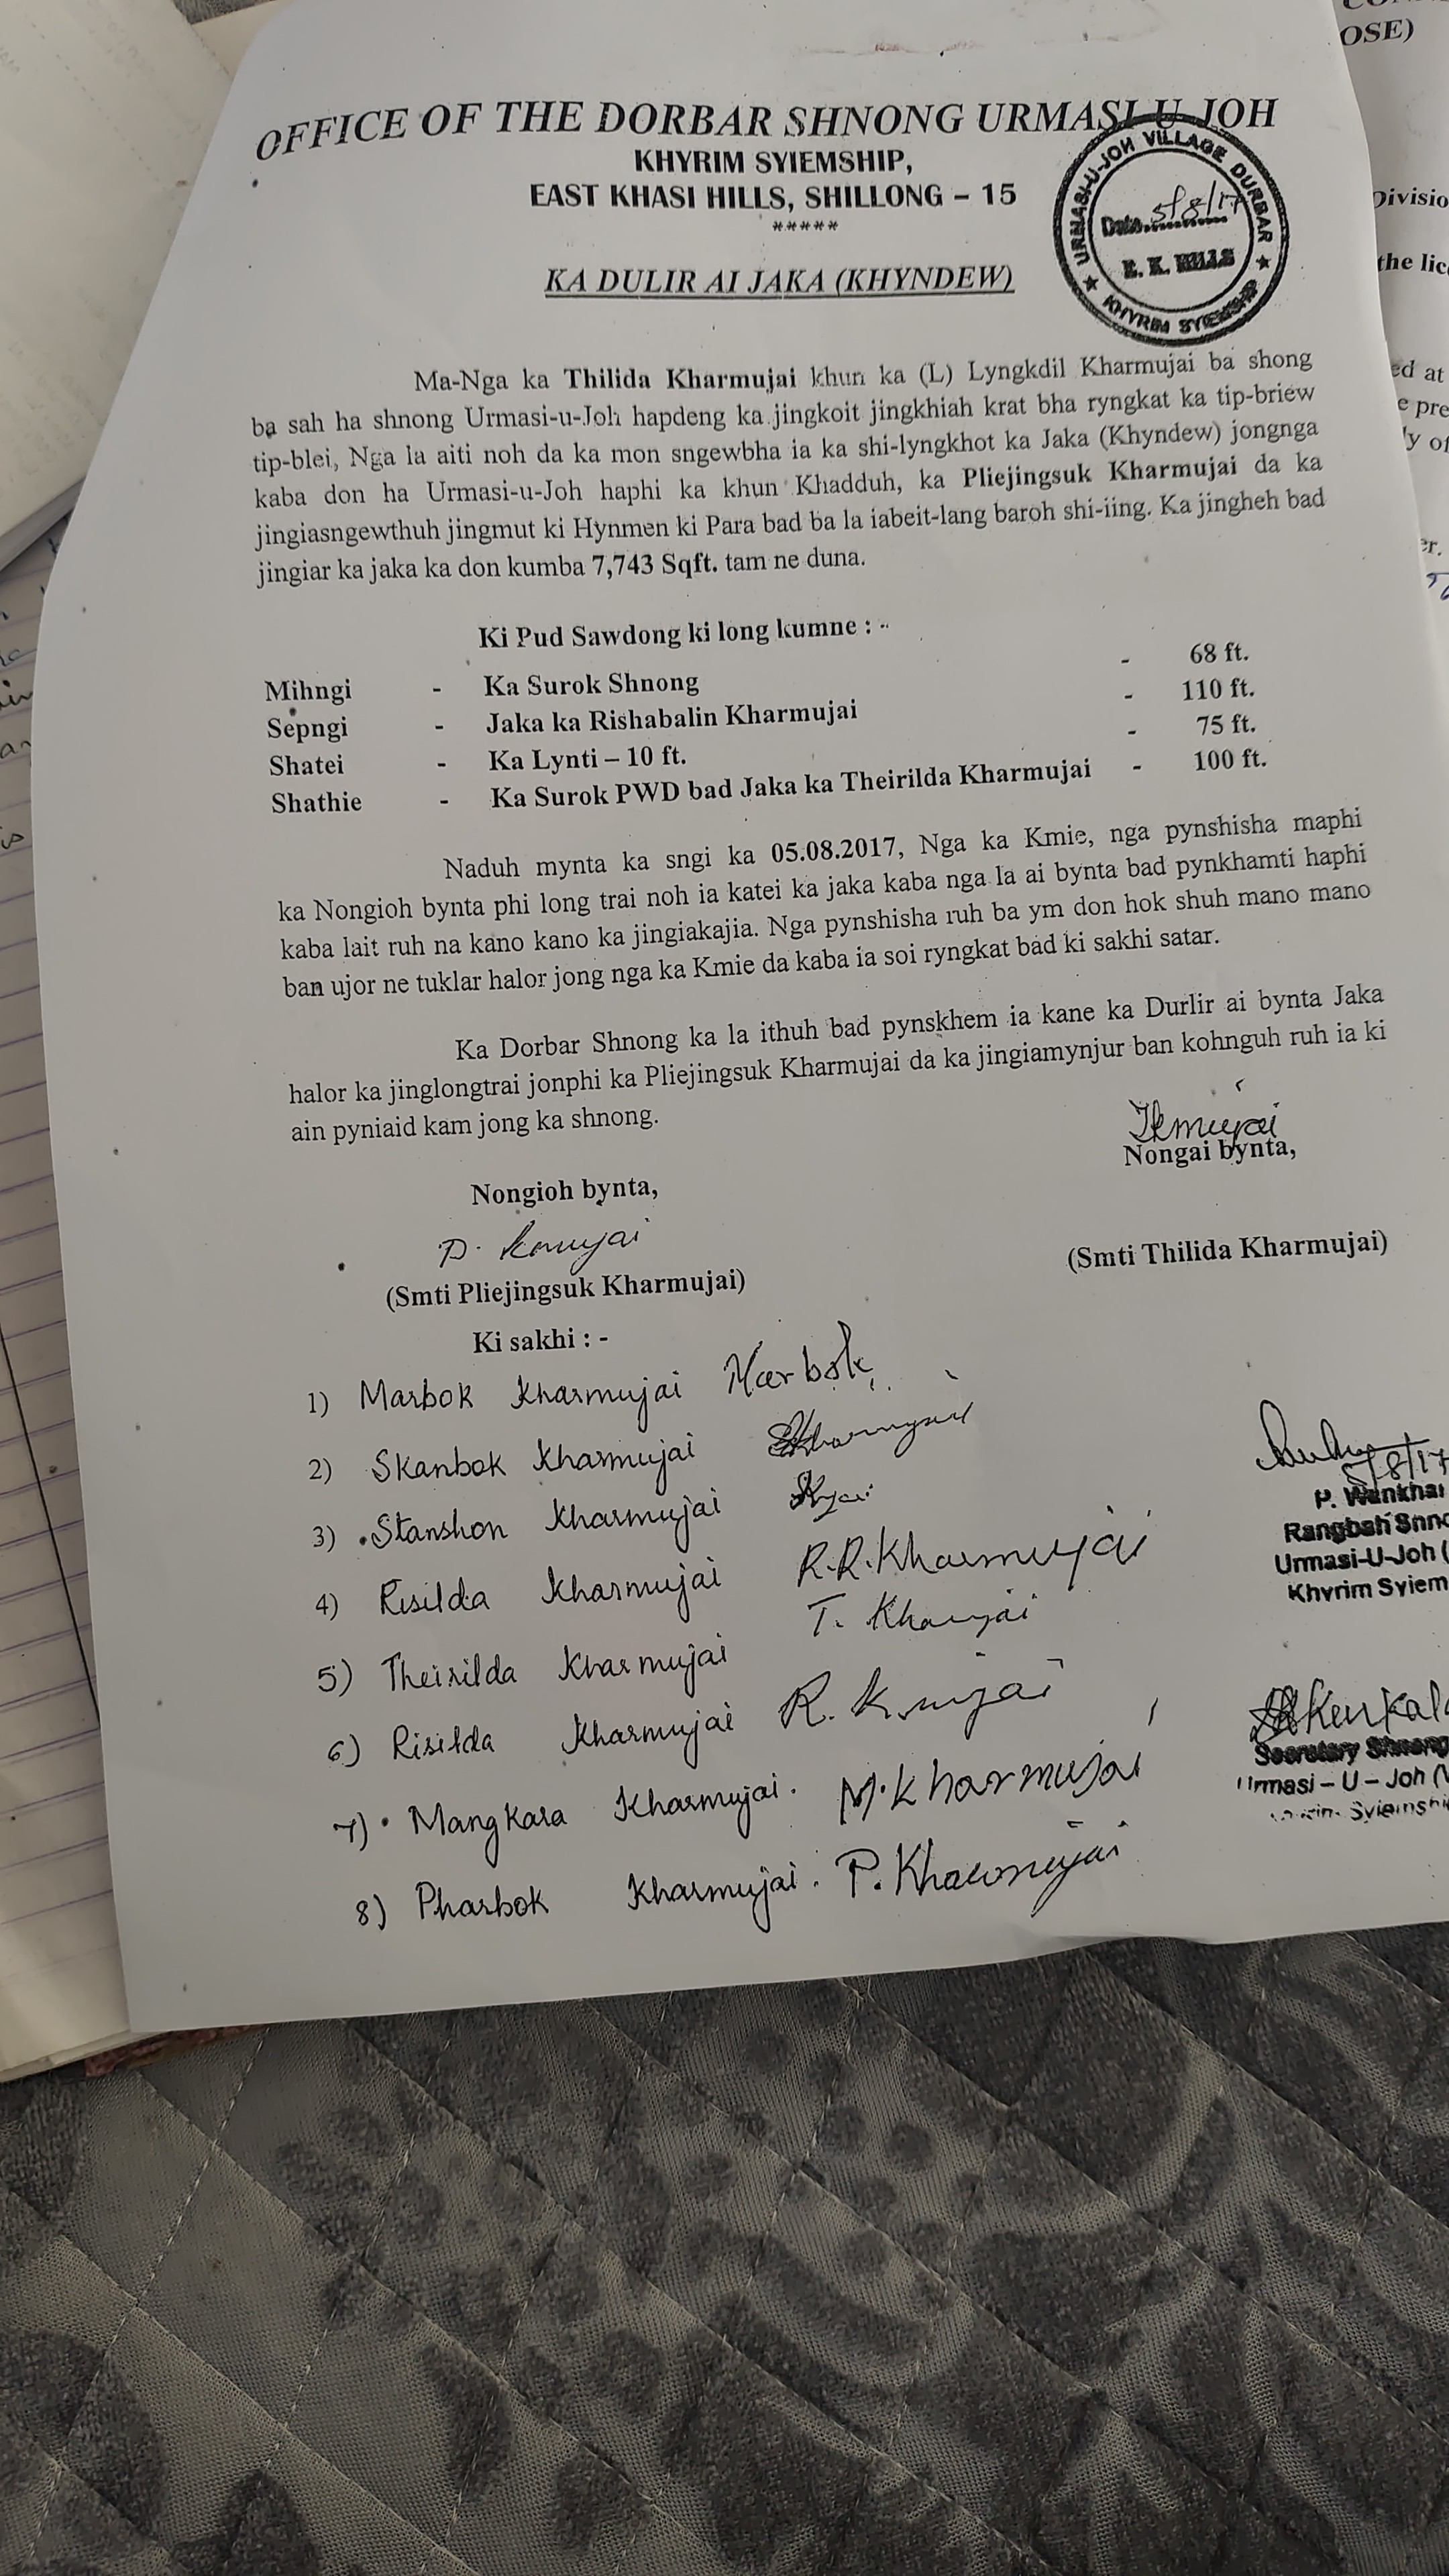 OSE)
OFFICE OF THE DORBAR SHNONG URMASI-U-JOH
KHYRIM SYIEMSHIP,
EAST KHASI HILLS, SHILLONG – 15
*****
URMASI-U-JOH VILLAGE DURBAR
Date 5/8/17
E. K. HILLS
★ KHYRIM SYIEMSHIP ★
KA DULIR AI JAKA (KHYNDEW)
Ma-Nga ka Thilida Kharmujai khun ka (L) Lyngkdil Kharmujai ba shong
ba sah ha shnong Urmasi-u-Joh hapdeng ka jingkoit jingkhiah krat bha ryngkat ka tip-briew
tip-blei, Nga la aiti noh da ka mon sngewbha ia ka shi-lyngkhot ka Jaka (Khyndew) jongnga
kaba don ha Urmasi-u-Joh haphi ka khun Khadduh, ka Pliejingsuk Kharmujai da ka
jingiasngewthuh jingmut ki Hynmen ki Para bad ba la iabeit-lang baroh shi-iing. Ka jingheh bad
jingiar ka jaka ka don kumba 7,743 Sqft. tam ne duna.
Ki Pud Sawdong ki long kumne : -
Mihngi - Ka Surok Shnong - 68 ft.
Sepngi - Jaka ka Rishabalin Kharmujai - 110 ft.
Shatei - Ka Lynti – 10 ft. - 75 ft.
Shathie - Ka Surok PWD bad Jaka ka Theirilda Kharmujai - 100 ft.
Naduh mynta ka sngi ka 05.08.2017, Nga ka Kmie, nga pynshisha maphi
ka Nongioh bynta phi long trai noh ia katei ka jaka kaba nga la ai bynta bad pynkhamti haphi
kaba lait ruh na kano kano ka jingiakajia. Nga pynshisha ruh ba ym don hok shuh mano mano
ban ujor ne tuklar halor jong nga ka Kmie da kaba ia soi ryngkat bad ki sakhi satar.
Ka Dorbar Shnong ka la ithuh bad pynskhem ia kane ka Durlir ai bynta Jaka
halor ka jinglongtrai jonphi ka Pliejingsuk Kharmujai da ka jingiamynjur ban kohnguh ruh ia ki
ain pyniaid kam jong ka shnong.
Nongai bynta,
Nongioh bynta,
P. Kmujai
(Smti Thilida Kharmujai)
(Smti Pliejingsuk Kharmujai)
Ki sakhi : -
1) Marbok Kharmujai Marbok
2) Skanbok Kharmujai Skharmujai
3) Stanshon Kharmujai
4) Risilda Kharmujai R.R.Kharmujai
5) Theirilda Kharmujai T. Kharjai
6) Risilda Kharmujai R. Kmujai
7) Mangkara Kharmujai. M.Kharmujai
8) Pharbok Kharmujai. P.Kharmujai
5/8/17
P. Wankhar
Rangbah Shnong
Urmasi-U-Joh (
Khyrim Syiem
Secretary Shnong
Urmasi – U – Joh (
Syiemshi
Divisio
the lic
ed at
e pre
ly of
er.